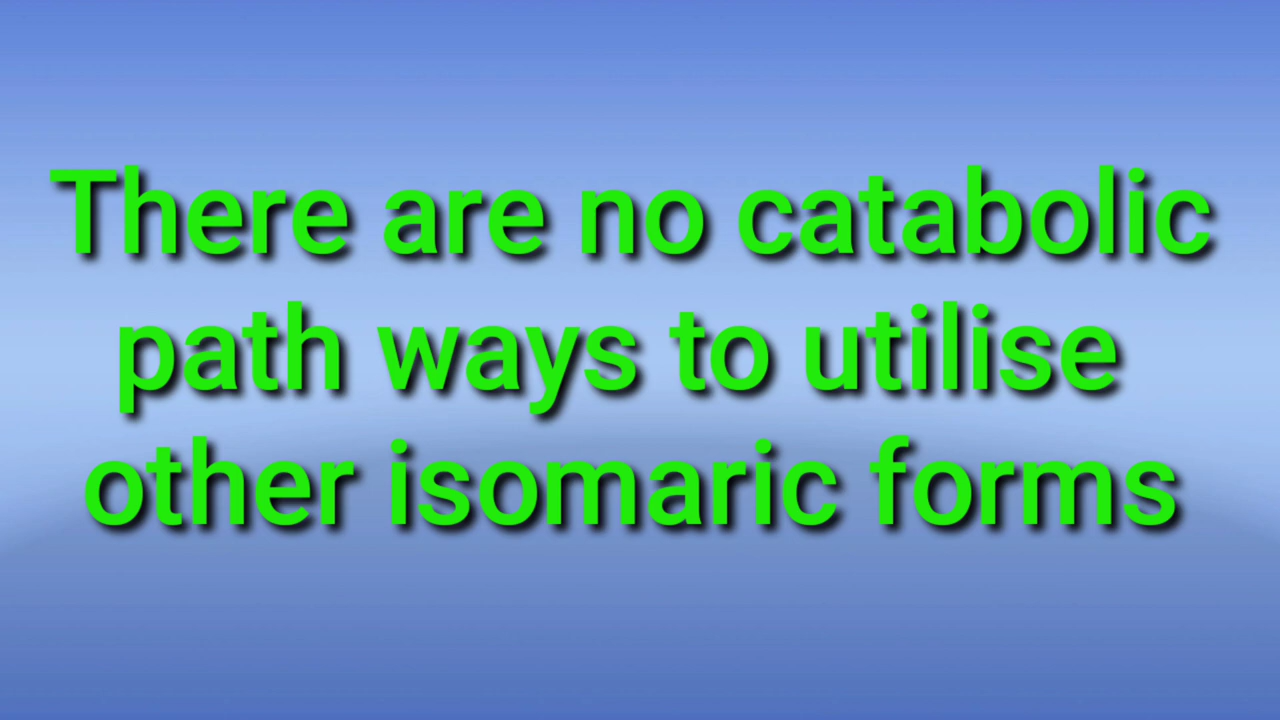 There are no catabolic
path ways to utilise
other isomaric forms